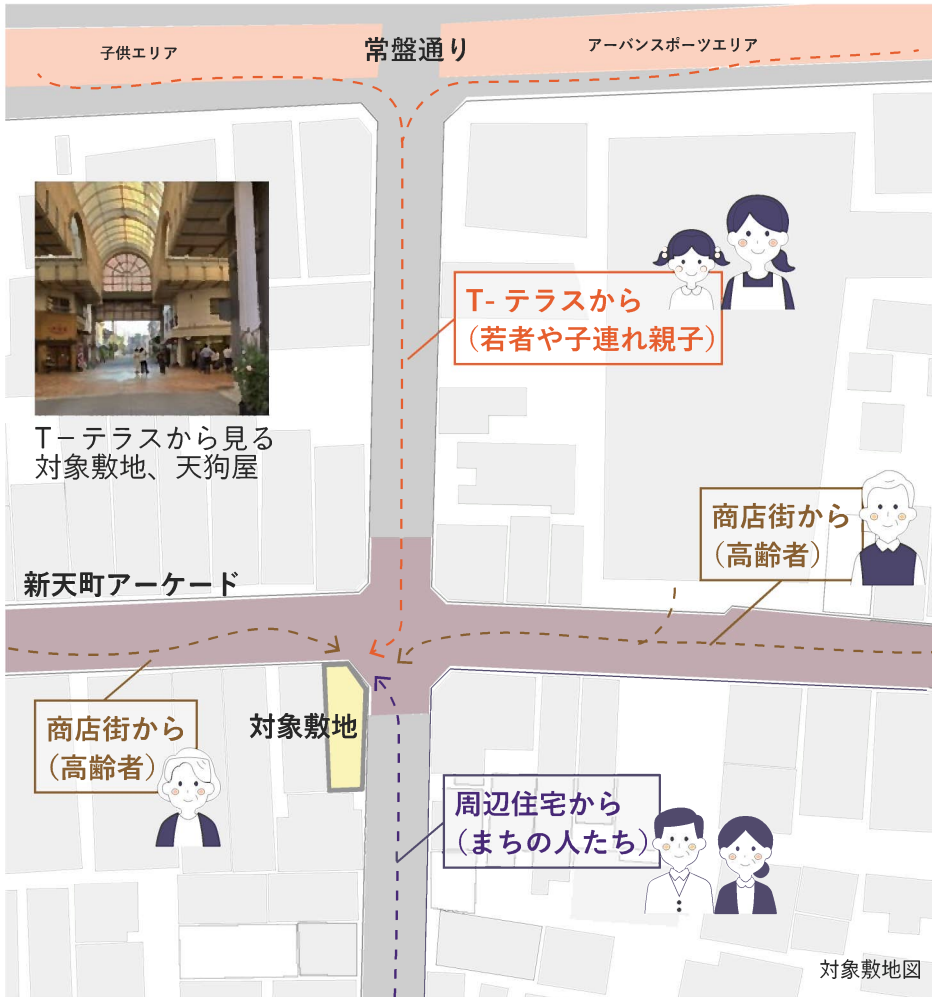 子供エリア
常盤通り
アーバンスポーツエリア
T-テラスから
（若者や子連れ親子）
T－テラスから見る
対象敷地、天狗屋
商店街から
（高齢者）
新天町アーケード
商店街から
（高齢者）
対象敷地
周辺住宅から
（まちの人たち）
対象敷地図